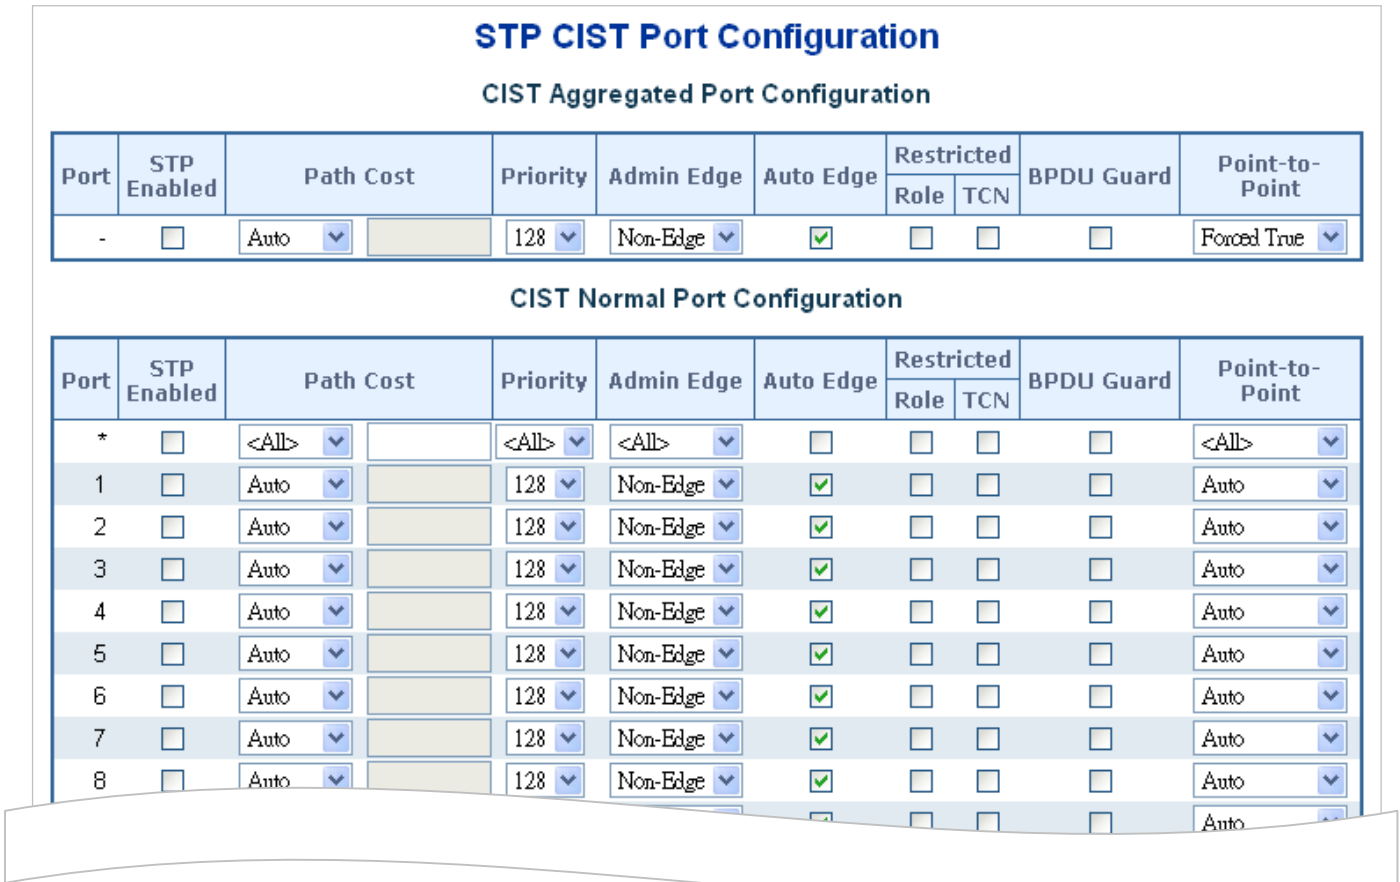 STP CIST Port Configuration
CIST Aggregated Port Configuration
Port STP Enabled Path Cost Priority Admin Edge Auto Edge Restricted Role TCN BPDU Guard Point-to-Point
- Auto 128 Non-Edge Forced True
CIST Normal Port Configuration
Port STP Enabled Path Cost Priority Admin Edge Auto Edge Restricted Role TCN BPDU Guard Point-to-Point
* <All> <All> <All> <All>
1 Auto 128 Non-Edge Auto
2 Auto 128 Non-Edge Auto
3 Auto 128 Non-Edge Auto
4 Auto 128 Non-Edge Auto
5 Auto 128 Non-Edge Auto
6 Auto 128 Non-Edge Auto
7 Auto 128 Non-Edge Auto
8 Auto 128 Non-Edge Auto
Auto